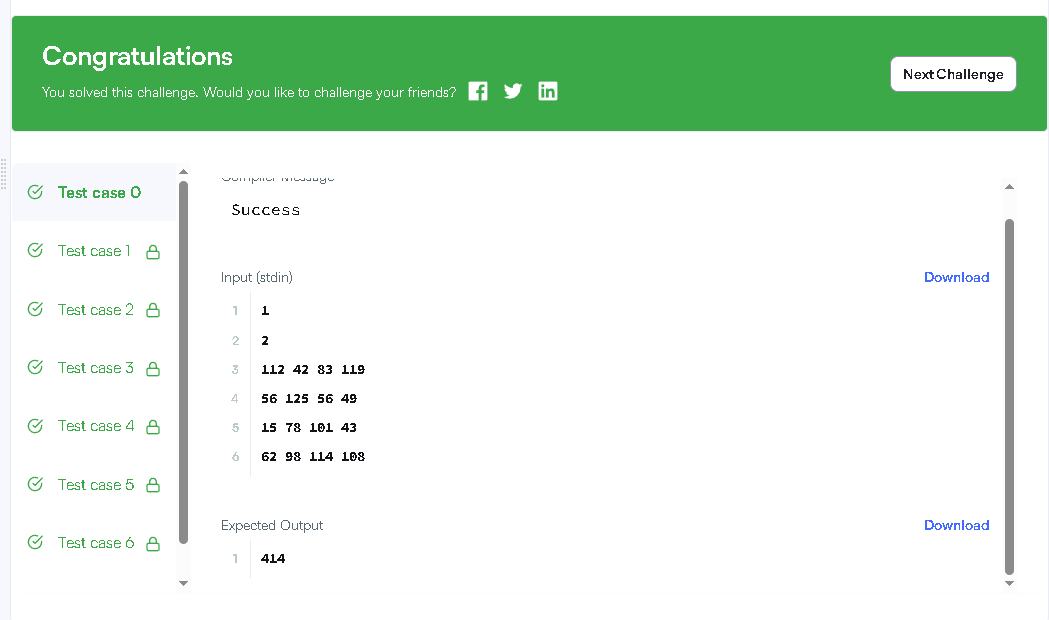 Congratulations
You solved this challenge. Would you like to challenge your friends?
Next Challenge
Test case 0
Test case 1
Test case 2
Test case 3
Test case 4
Test case 5
Test case 6
Compiler Message
Success
Input (stdin)
Download
1 1
2 2
3 112 42 83 119
4 56 125 56 49
5 15 78 101 43
6 62 98 114 108
Expected Output
Download
1 414